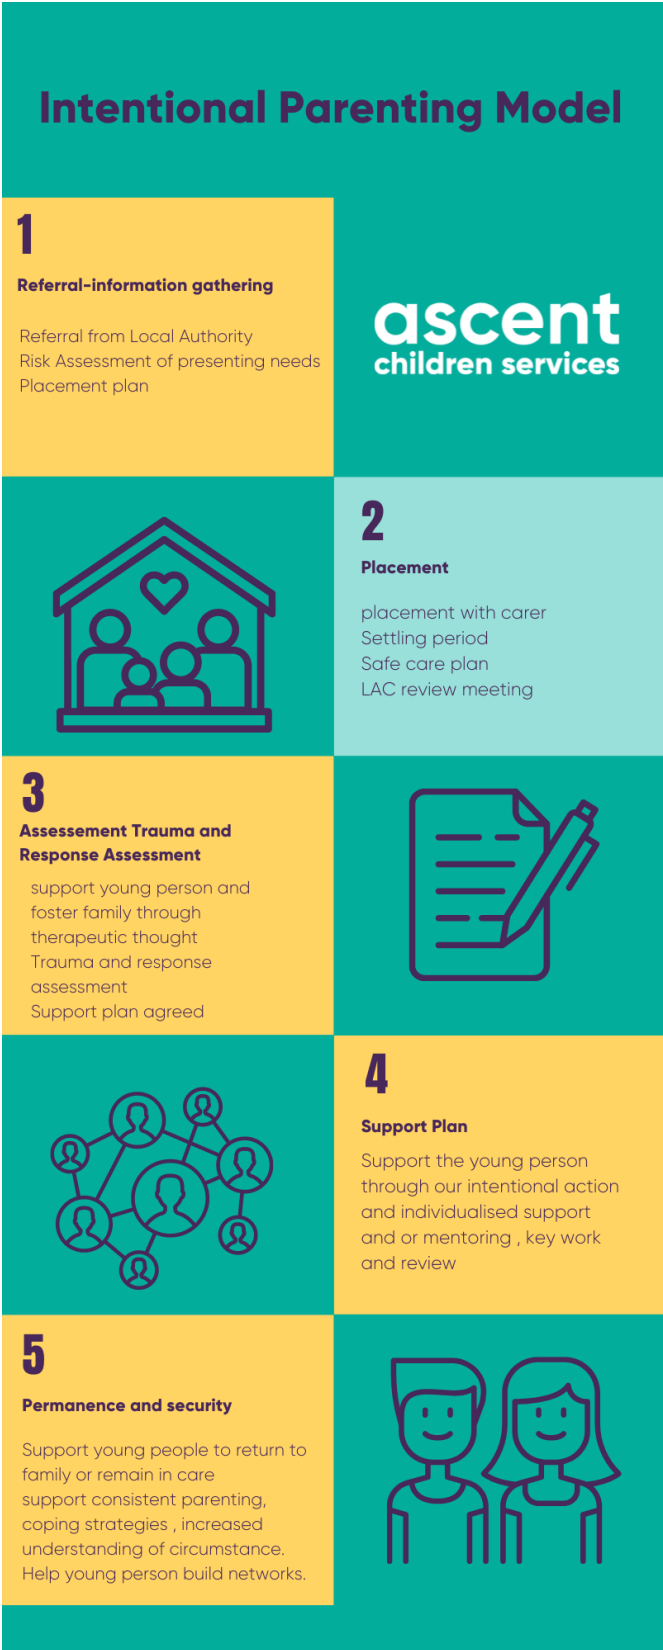 Intentional Parenting Model
1
Referral-information gathering
Referral from Local Authority
Risk Assessment of presenting needs
Placement plan
ascent
children services
2
Placement
placement with carer
Settling period
Safe care plan
LAC review meeting
3
Assessement Trauma and
Response Assessment
support young person and
foster family through
therapeutic thought
Trauma and response
assessment
Support plan agreed
4
Support Plan
Support the young person
through our intentional action
and individualised support
and or mentoring , key work
and review
5
Permanence and security
Support young people to return to
family or remain in care
support consistent parenting,
coping strategies , increased
understanding of circumstance.
Help young person build networks.